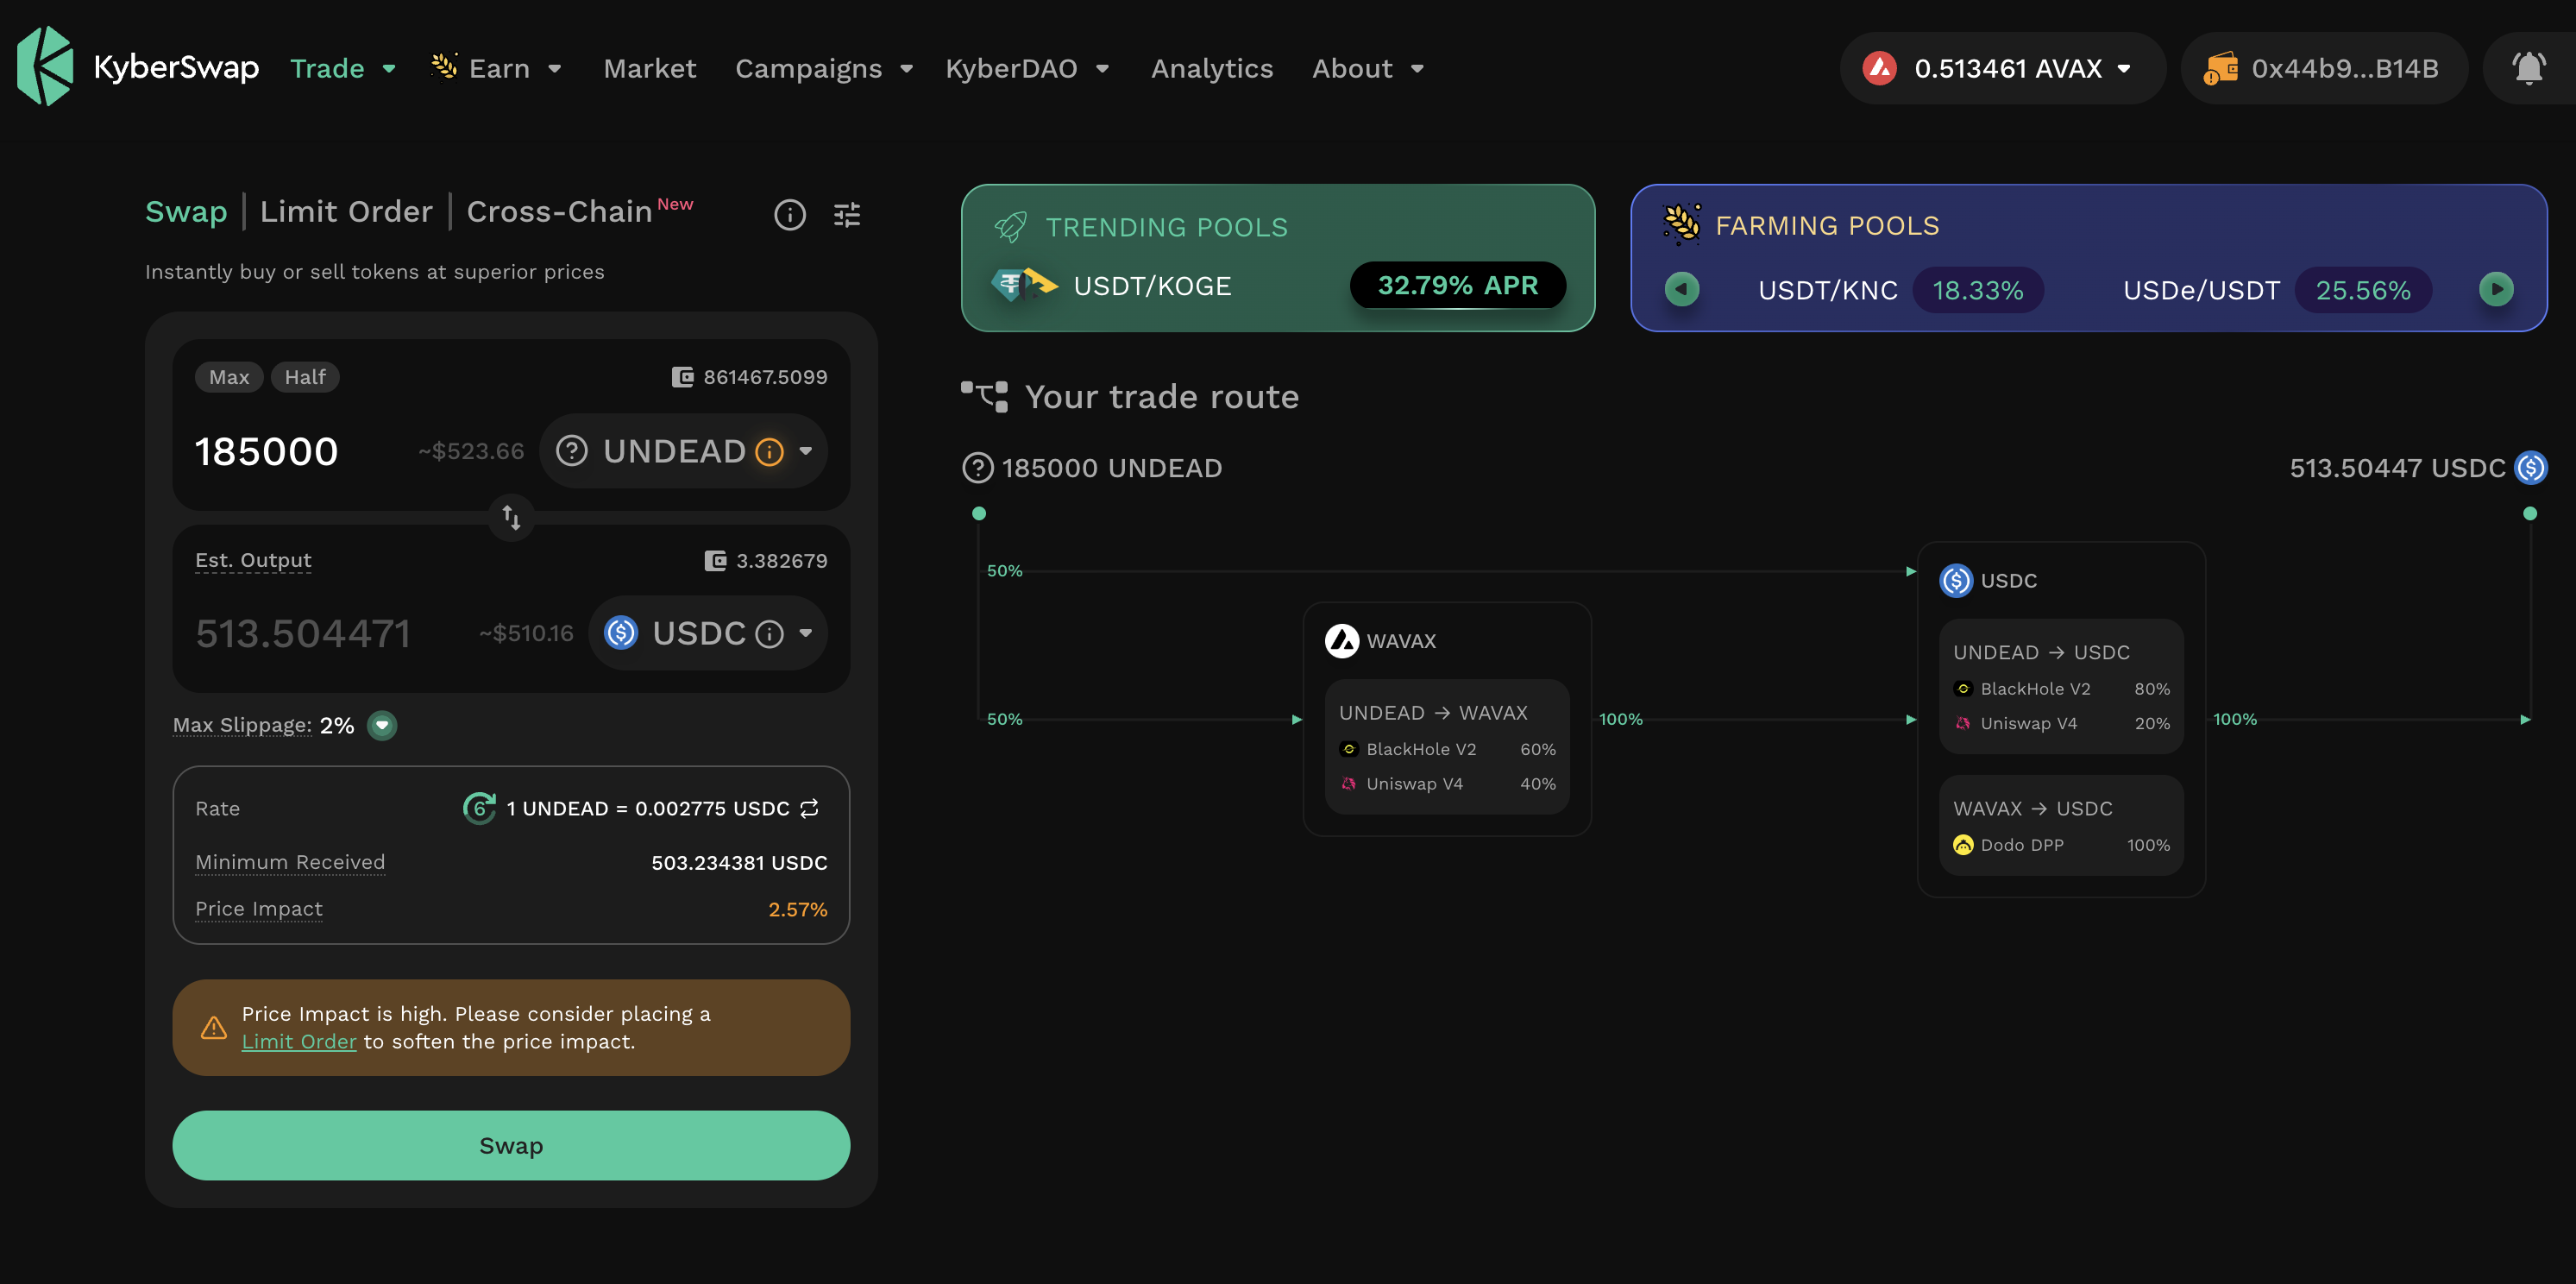 KyberSwap Trade Earn Market Campaigns KyberDAO Analytics About 0.513461 AVAX 0x44b9...B14B
Swap | Limit Order | Cross-Chain New
Instantly buy or sell tokens at superior prices
Max Half 861467.5099
185000 ~$523.66 UNDEAD
Est. Output 3.382679
513.504471 ~$510.16 USDC
Max Slippage: 2%
Rate 6 1 UNDEAD = 0.002775 USDC
Minimum Received 503.234381 USDC
Price Impact 2.57%
Price Impact is high. Please consider placing a
Limit Order to soften the price impact.
Swap
TRENDING POOLS
USDT/KOGE 32.79% APR
FARMING POOLS
USDT/KNC 18.33% USDe/USDT 25.56%
Your trade route
185000 UNDEAD 513.50447 USDC
50%
50%
WAVAX
UNDEAD → WAVAX
BlackHole V2 60%
Uniswap V4 40%
100%
USDC
UNDEAD → USDC
BlackHole V2 80%
Uniswap V4 20%
WAVAX → USDC
Dodo DPP 100%
100%